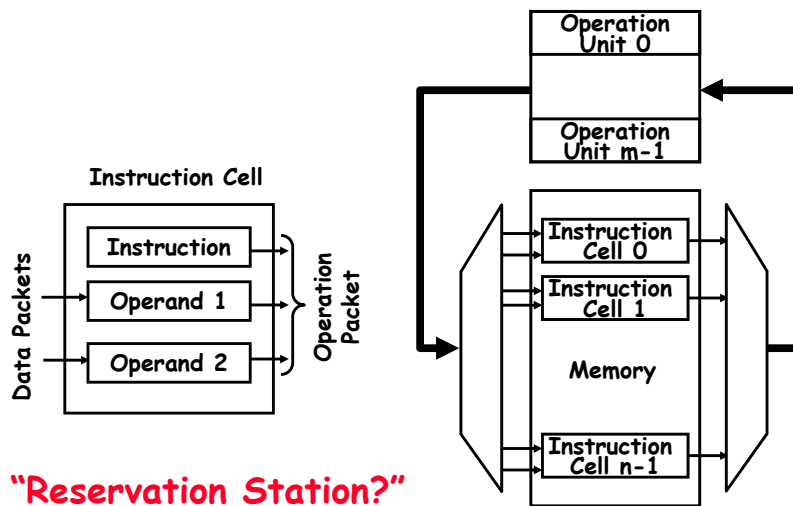 Instruction Cell
Data Packets
Instruction
Operand 1
Operand 2
Operation
Packet
“Reservation Station?”
Operation
Unit 0
Operation
Unit m-1
Instruction
Cell 0
Instruction
Cell 1
Memory
Instruction
Cell n-1